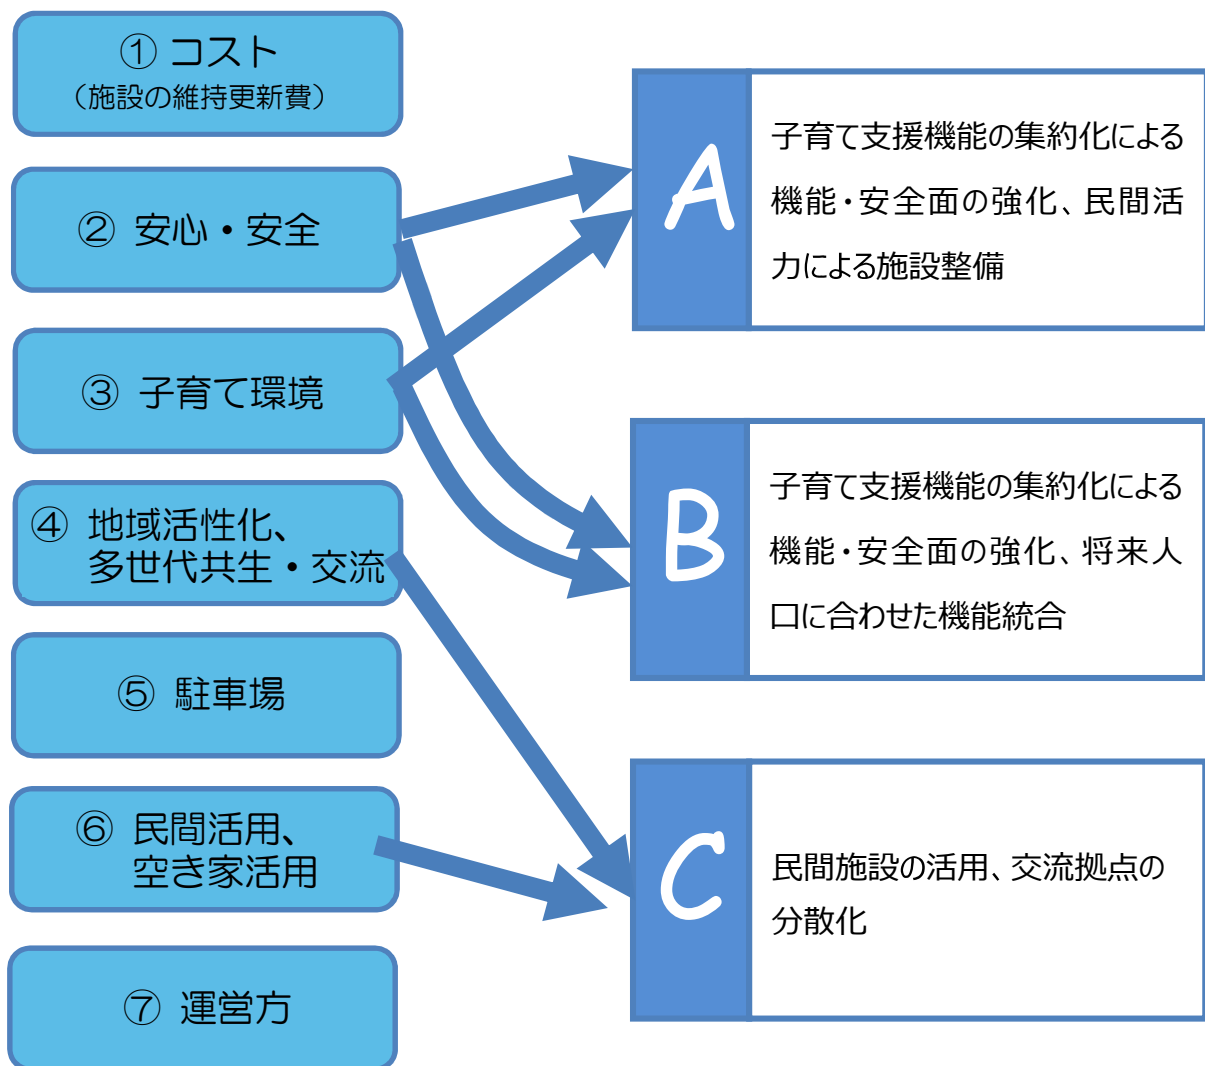 ① コスト
（施設の維持更新費）
② 安心・安全
③ 子育て環境
④ 地域活性化、
多世代共生・交流
⑤ 駐車場
⑥ 民間活用、
空き家活用
⑦ 運営方
A
子育て支援機能の集約化による
機能・安全面の強化、民間活
力による施設整備
B
子育て支援機能の集約化による
機能・安全面の強化、将来人
口に合わせた機能統合
C
民間施設の活用、交流拠点の
分散化